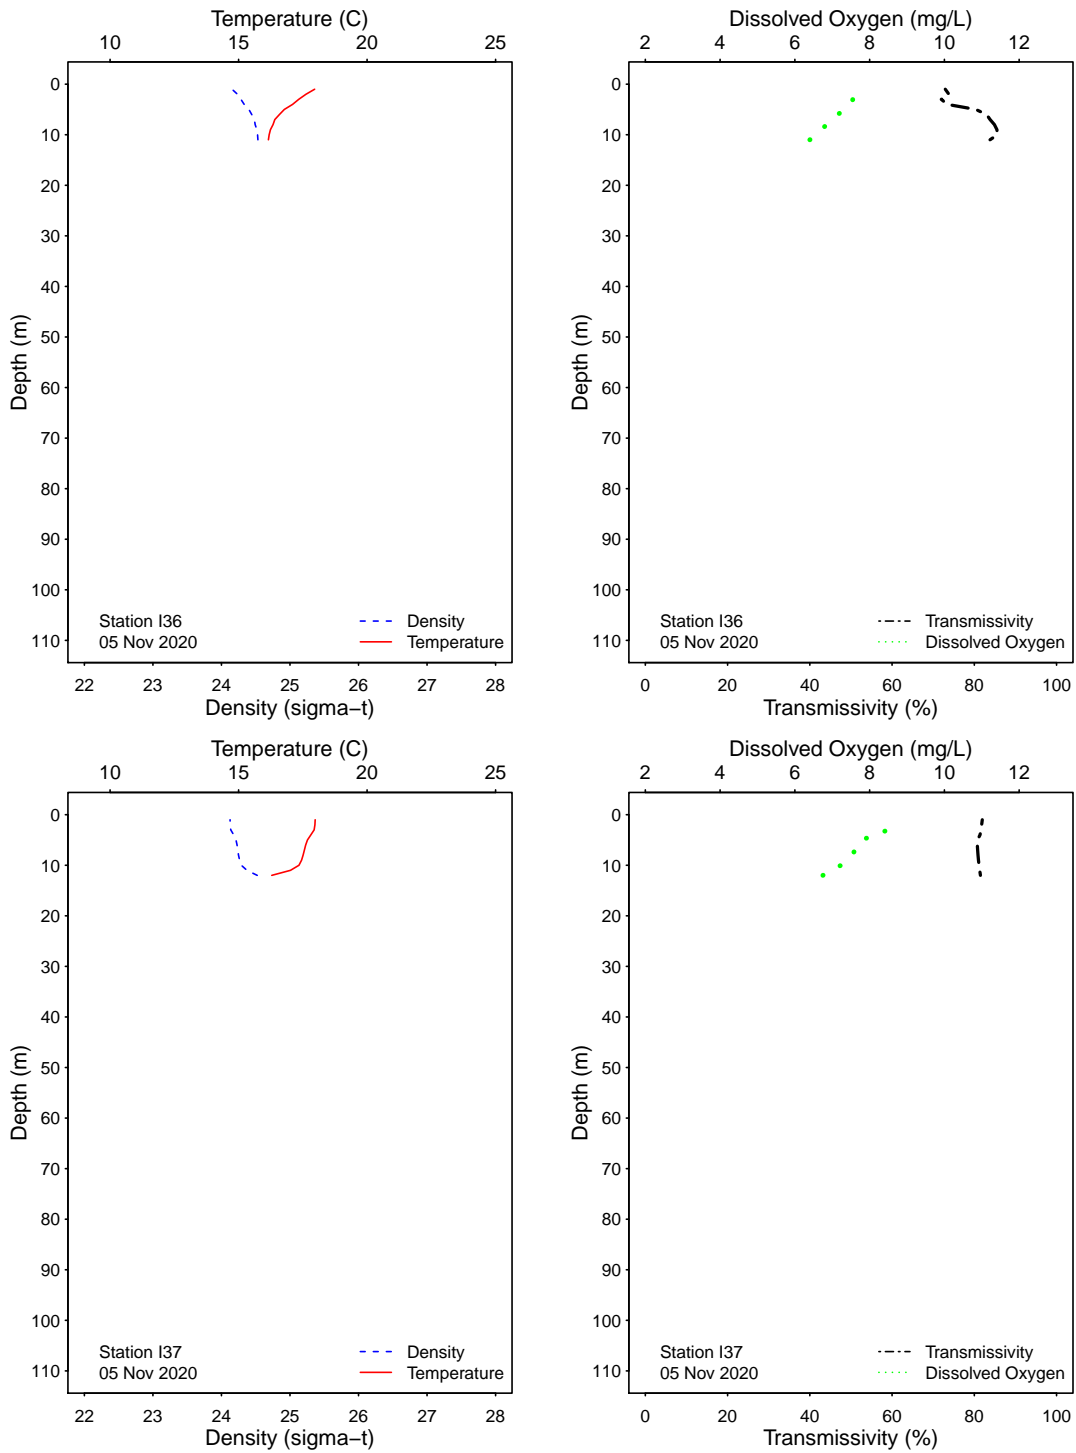 Temperature (C)
10 15 20 25
0
10
20
30
40
50
60
70
80
90
100
110
Depth (m)
Station I36
05 Nov 2020
Density
Temperature
22 23 24 25 26 27 28
Density (sigma−t)
Dissolved Oxygen (mg/L)
2 4 6 8 10 12
0
10
20
30
40
50
60
70
80
90
100
110
Depth (m)
Station I36
05 Nov 2020
Transmissivity
Dissolved Oxygen
0 20 40 60 80 100
Transmissivity (%)
Temperature (C)
10 15 20 25
0
10
20
30
40
50
60
70
80
90
100
110
Depth (m)
Station I37
05 Nov 2020
Density
Temperature
22 23 24 25 26 27 28
Density (sigma−t)
Dissolved Oxygen (mg/L)
2 4 6 8 10 12
0
10
20
30
40
50
60
70
80
90
100
110
Depth (m)
Station I37
05 Nov 2020
Transmissivity
Dissolved Oxygen
0 20 40 60 80 100
Transmissivity (%)